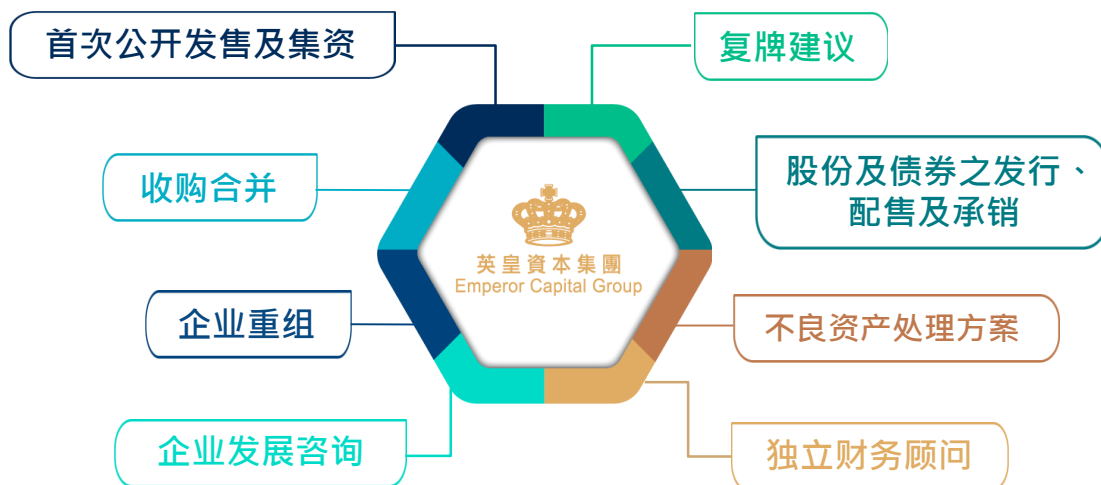 首次公开发售及集资
复牌建议
收购合并
股份及债券之发行、
配售及承销
英皇資本集團
Emperor Capital Group
企业重组
不良资产处理方案
企业发展咨询
独立财务顾问